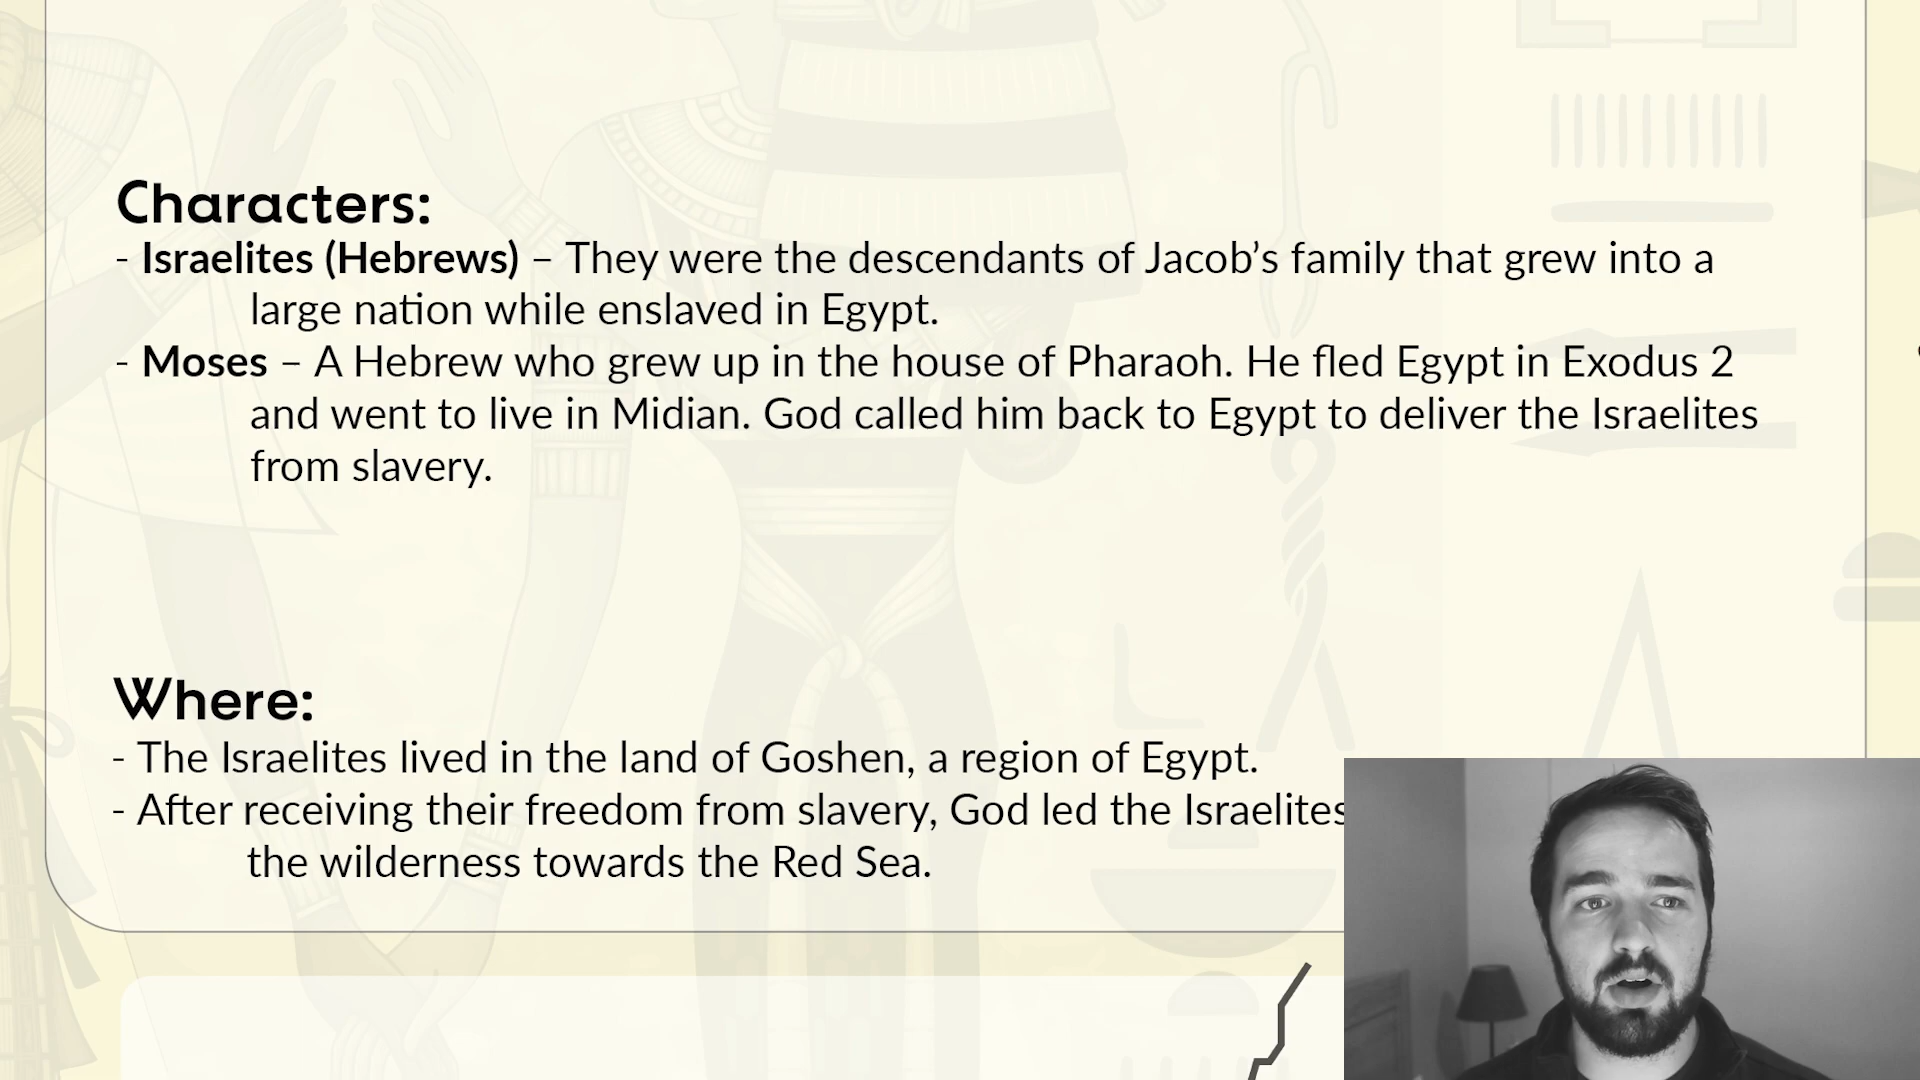 Characters:
- Israelites (Hebrews) – They were the descendants of Jacob’s family that grew into a
large nation while enslaved in Egypt.
- Moses – A Hebrew who grew up in the house of Pharaoh. He fled Egypt in Exodus 2
and went to live in Midian. God called him back to Egypt to deliver the Israelites
from slavery.
Where:
- The Israelites lived in the land of Goshen, a region of Egypt.
- After receiving their freedom from slavery, God led the Israelites
the wilderness towards the Red Sea.